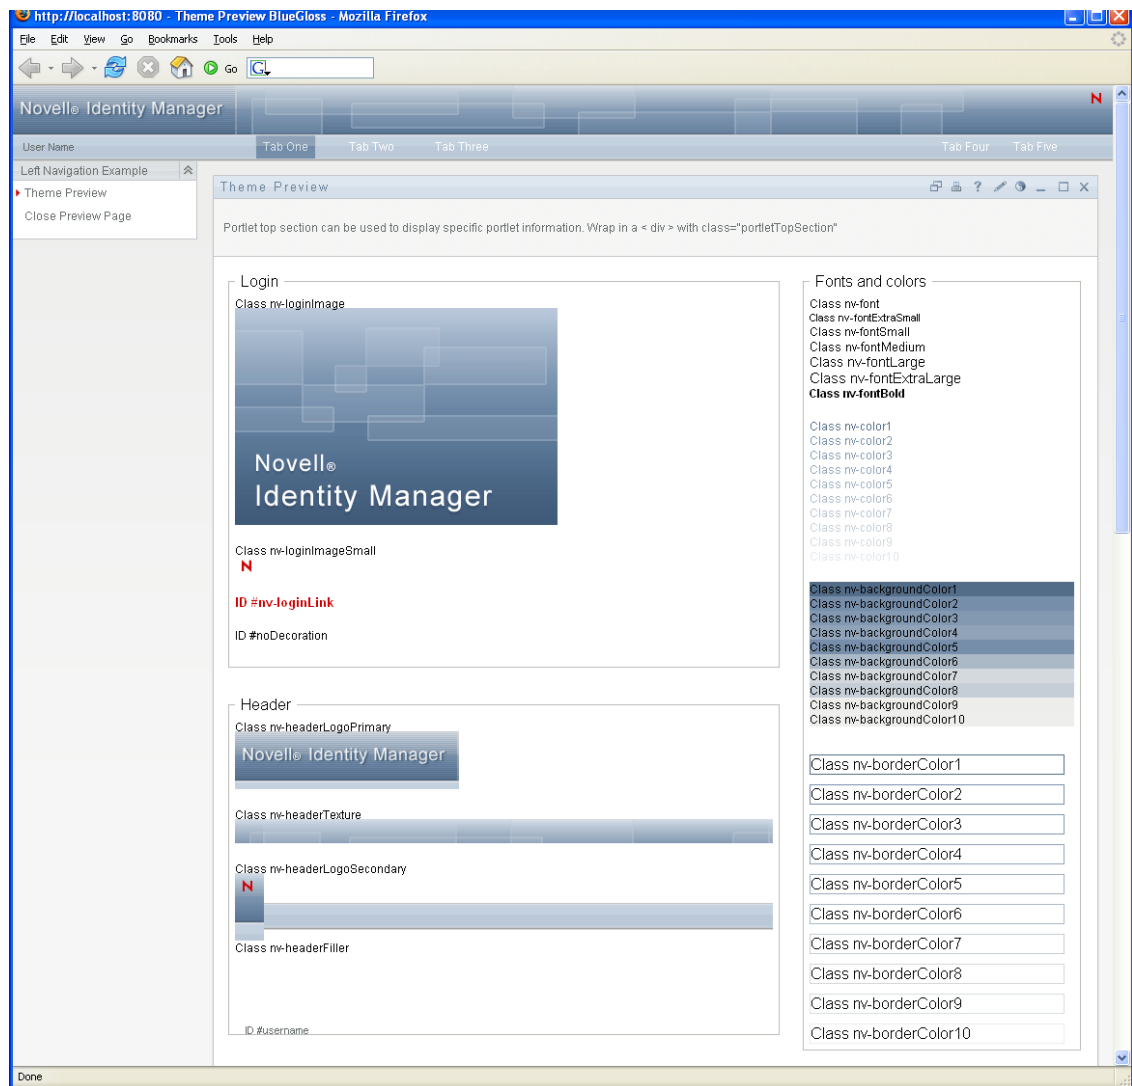 http://localhost:8080 - Theme Preview BlueGloss - Mozilla Firefox
File Edit View Go Bookmarks Tools Help
Go G
Novell® Identity Manager N
User Name Tab One Tab Two Tab Three Tab Four Tab Five
Left Navigation Example
Theme Preview
Close Preview Page
Theme Preview
Portlet top section can be used to display specific portlet information. Wrap in a < div > with class="portletTopSection"
Login
Class nv-loginImage
Novell®
Identity Manager
Class nv-loginImageSmall
N
ID #nv-loginLink
ID #noDecoration
Header
Class nv-headerLogoPrimary
Novell® Identity Manager
Class nv-headerTexture
Class nv-headerLogoSecondary
N
Class nv-headerFiller
ID #username
Fonts and colors
Class nv-font
Class nv-fontExtraSmall
Class nv-fontSmall
Class nv-fontMedium
Class nv-fontLarge
Class nv-fontExtraLarge
Class nv-fontBold
Class nv-color1
Class nv-color2
Class nv-color3
Class nv-color4
Class nv-color5
Class nv-color6
Class nv-color7
Class nv-color8
Class nv-color9
Class nv-color10
Class nv-backgroundColor1
Class nv-backgroundColor2
Class nv-backgroundColor3
Class nv-backgroundColor4
Class nv-backgroundColor5
Class nv-backgroundColor6
Class nv-backgroundColor7
Class nv-backgroundColor8
Class nv-backgroundColor9
Class nv-backgroundColor10
Class nv-borderColor1
Class nv-borderColor2
Class nv-borderColor3
Class nv-borderColor4
Class nv-borderColor5
Class nv-borderColor6
Class nv-borderColor7
Class nv-borderColor8
Class nv-borderColor9
Class nv-borderColor10
Done